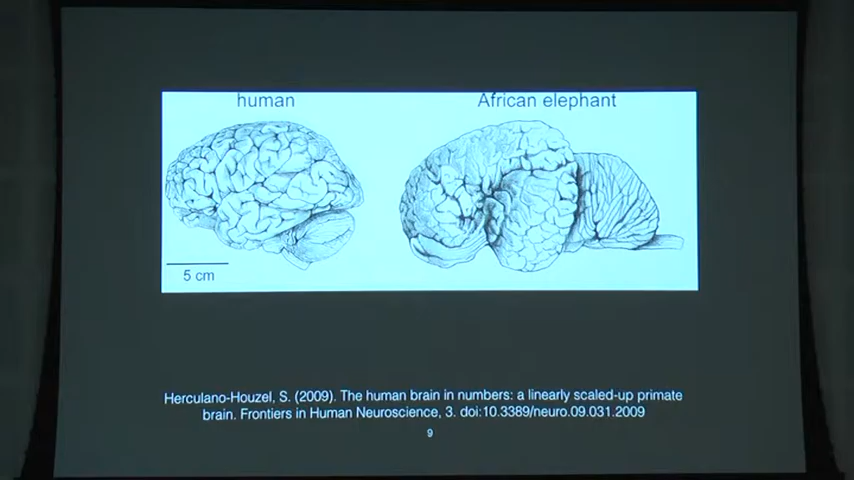 human
African elephant
5 cm
Herculano-Houzel, S. (2009). The human brain in numbers: a linearly scaled-up primate
brain. Frontiers in Human Neuroscience, 3. doi:10.3389/neuro.09.031.2009
9